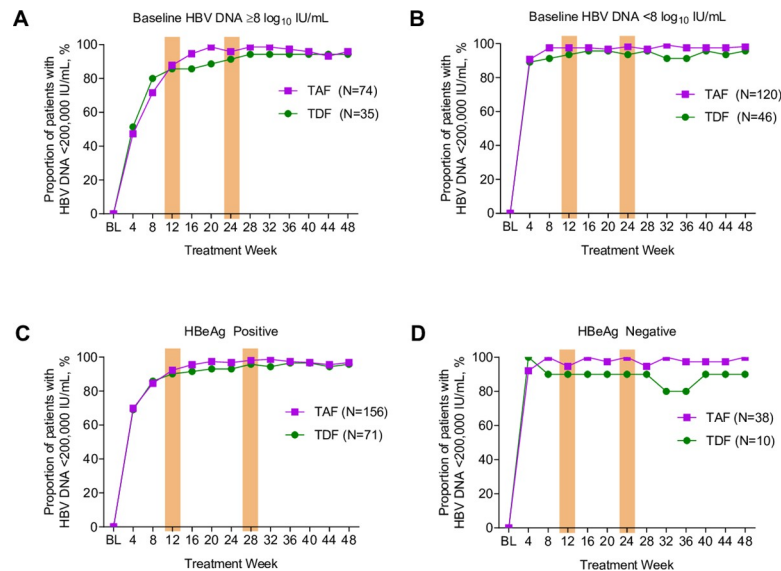 A
Baseline HBV DNA ≥8 log10 IU/mL
Proportion of patients with
HBV DNA <200,000 IU/mL, %
100
80
60
40
20
0
TAF (N=74)
TDF (N=35)
BL 4 8 12 16 20 24 28 32 36 40 44 48
Treatment Week
B
Baseline HBV DNA <8 log10 IU/mL
Proportion of patients with
HBV DNA <200,000 IU/mL, %
100
80
60
40
20
0
TAF (N=120)
TDF (N=46)
BL 4 8 12 16 20 24 28 32 36 40 44 48
Treatment Week
C
HBeAg Positive
Proportion of patients with
HBV DNA <200,000 IU/mL, %
100
80
60
40
20
0
TAF (N=156)
TDF (N=71)
BL 4 8 12 16 20 24 28 32 36 40 44 48
Treatment Week
D
HBeAg Negative
Proportion of patients with
HBV DNA <200,000 IU/mL, %
100
80
60
40
20
0
TAF (N=38)
TDF (N=10)
BL 4 8 12 16 20 24 28 32 36 40 44 48
Treatment Week